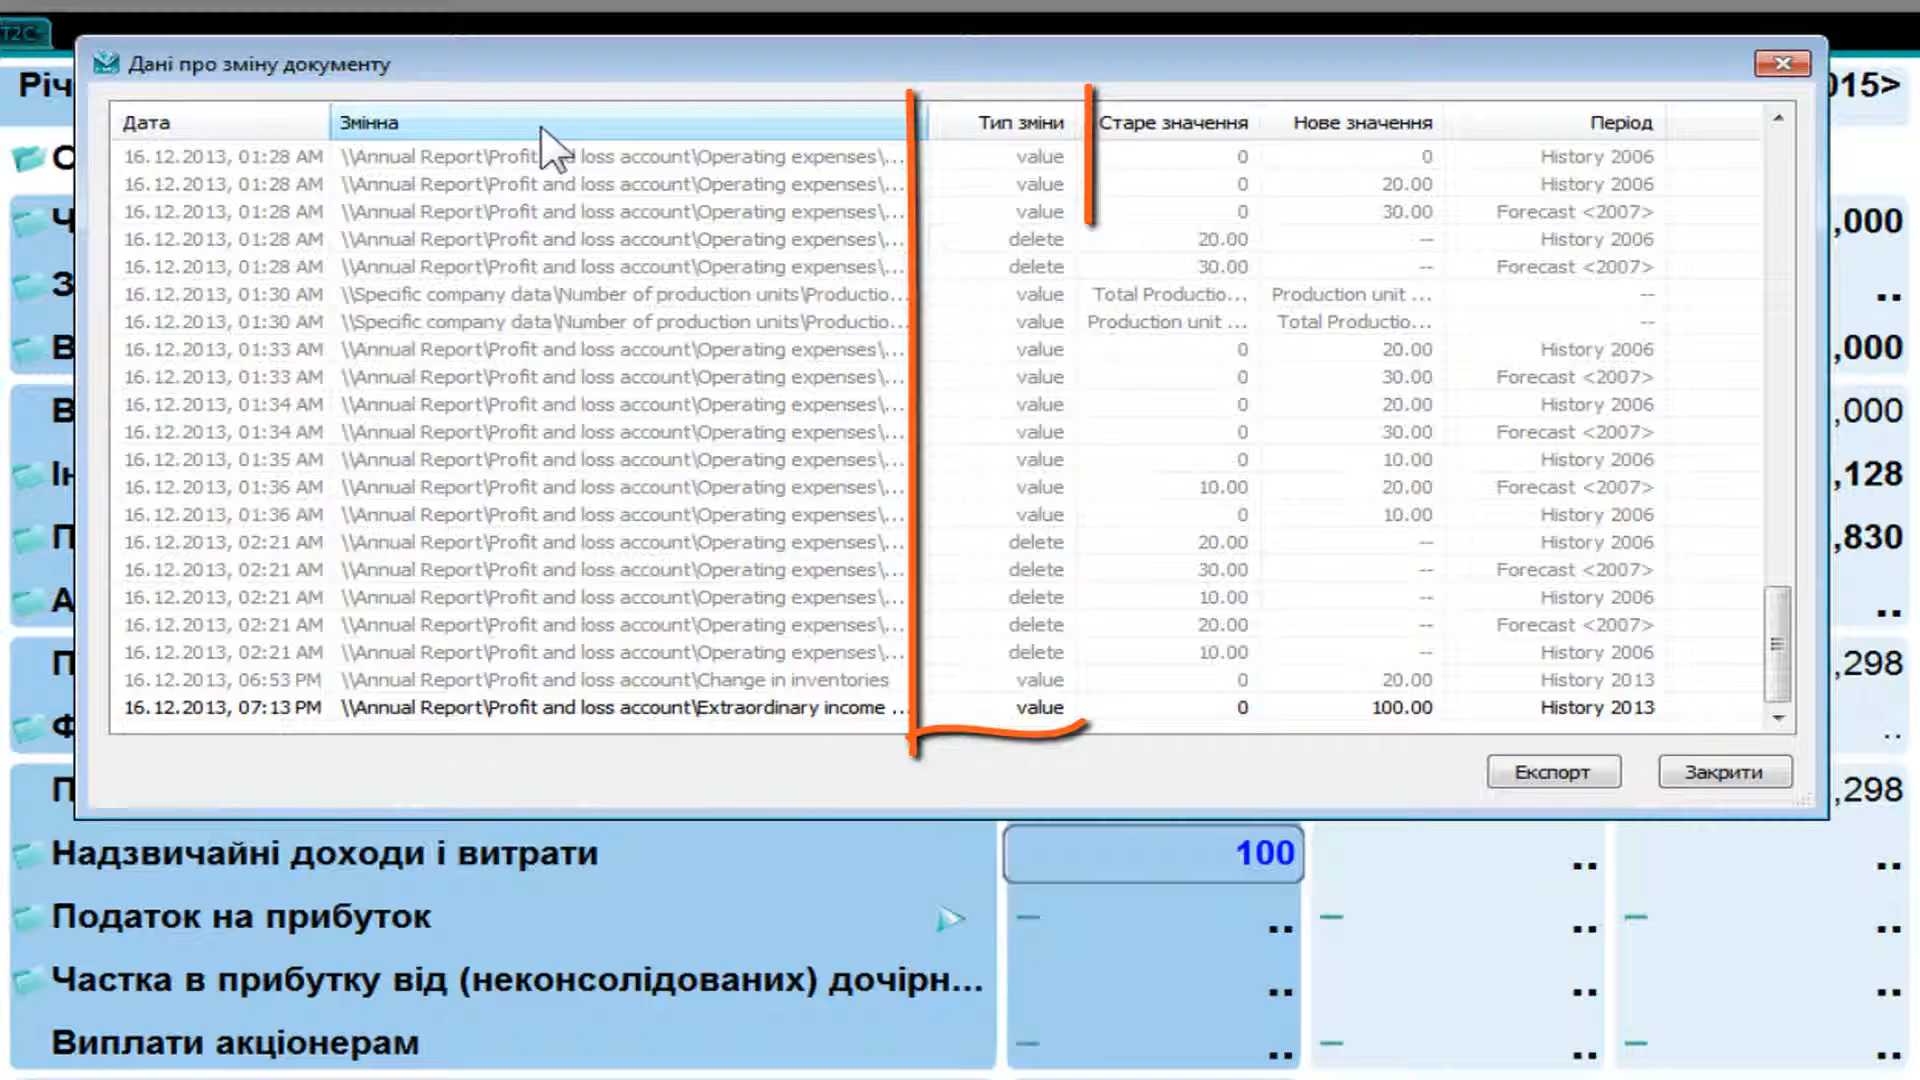 T2C
Дані про зміну документу
Річ
015>
Дата Змінна Тип зміни Старе значення Нове значення Період
16.12.2013, 01:28 AM \\Annual Report\Profit and loss account\Operating expenses\... value 0 0 History 2006
16.12.2013, 01:28 AM \\Annual Report\Profit and loss account\Operating expenses\... value 0 20.00 History 2006
16.12.2013, 01:28 AM \\Annual Report\Profit and loss account\Operating expenses\... value 0 30.00 Forecast <2007>
16.12.2013, 01:28 AM \\Annual Report\Profit and loss account\Operating expenses\... delete 20.00 -- History 2006
16.12.2013, 01:28 AM \\Annual Report\Profit and loss account\Operating expenses\... delete 30.00 -- Forecast <2007>
16.12.2013, 01:30 AM \\Specific company data\Number of production units\Productio... value Total Productio... Production unit ... --
16.12.2013, 01:30 AM \\Specific company data\Number of production units\Productio... value Production unit ... Total Productio... --
16.12.2013, 01:33 AM \\Annual Report\Profit and loss account\Operating expenses\... value 0 20.00 History 2006
16.12.2013, 01:33 AM \\Annual Report\Profit and loss account\Operating expenses\... value 0 30.00 Forecast <2007>
16.12.2013, 01:34 AM \\Annual Report\Profit and loss account\Operating expenses\... value 0 20.00 History 2006
16.12.2013, 01:34 AM \\Annual Report\Profit and loss account\Operating expenses\... value 0 30.00 Forecast <2007>
16.12.2013, 01:35 AM \\Annual Report\Profit and loss account\Operating expenses\... value 0 10.00 History 2006
16.12.2013, 01:36 AM \\Annual Report\Profit and loss account\Operating expenses\... value 10.00 20.00 Forecast <2007>
16.12.2013, 01:36 AM \\Annual Report\Profit and loss account\Operating expenses\... value 0 10.00 History 2006
16.12.2013, 02:21 AM \\Annual Report\Profit and loss account\Operating expenses\... delete 20.00 -- History 2006
16.12.2013, 02:21 AM \\Annual Report\Profit and loss account\Operating expenses\... delete 30.00 -- Forecast <2007>
16.12.2013, 02:21 AM \\Annual Report\Profit and loss account\Operating expenses\... delete 10.00 -- History 2006
16.12.2013, 02:21 AM \\Annual Report\Profit and loss account\Operating expenses\... delete 20.00 -- Forecast <2007>
16.12.2013, 02:21 AM \\Annual Report\Profit and loss account\Operating expenses\... delete 10.00 -- History 2006
16.12.2013, 06:53 PM \\Annual Report\Profit and loss account\Change in inventories value 0 20.00 History 2013
16.12.2013, 07:13 PM \\Annual Report\Profit and loss account\Extraordinary income ... value 0 100.00 History 2013
Експорт Закрити
,000
..
,000
,000
,128
,830
..
,298
..
,298
Надзвичайні доходи і витрати 100 .. ..
Податок на прибуток – .. – .. – ..
Частка в прибутку від (неконсолідованих) дочірн... .. .. ..
Виплати акціонерам – .. – .. – ..